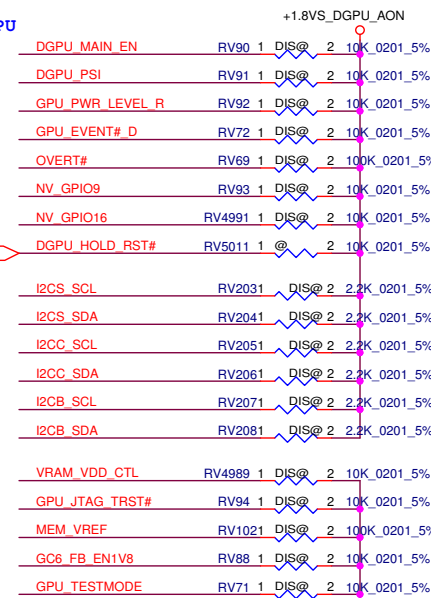 PU
+1.8VS_DGPU_AON
DGPU_MAIN_EN RV90 1 DIS@ 2 10K_0201_5%
DGPU_PSI RV91 1 DIS@ 2 10K_0201_5%
GPU_PWR_LEVEL_R RV92 1 DIS@ 2 10K_0201_5%
GPU_EVENT#_D RV72 1 DIS@ 2 10K_0201_5%
OVERT# RV69 1 DIS@ 2 100K_0201_5%
NV_GPIO9 RV93 1 DIS@ 2 10K_0201_5%
NV_GPIO16 RV4991 1 DIS@ 2 10K_0201_5%
DGPU_HOLD_RST# RV5011 1 @ 2 10K_0201_5%
I2CS_SCL RV2031 DIS@ 2 2.2K_0201_5%
I2CS_SDA RV2041 DIS@ 2 2.2K_0201_5%
I2CC_SCL RV2051 DIS@ 2 2.2K_0201_5%
I2CC_SDA RV2061 DIS@ 2 2.2K_0201_5%
I2CB_SCL RV2071 DIS@ 2 2.2K_0201_5%
I2CB_SDA RV2081 DIS@ 2 2.2K_0201_5%
VRAM_VDD_CTL RV4989 1 DIS@ 2 10K_0201_5%
GPU_JTAG_TRST# RV94 1 DIS@ 2 10K_0201_5%
MEM_VREF RV1021 DIS@ 2 100K_0201_5%
GC6_FB_EN1V8 RV88 1 DIS@ 2 10K_0201_5%
GPU_TESTMODE RV71 1 DIS@ 2 10K_0201_5%